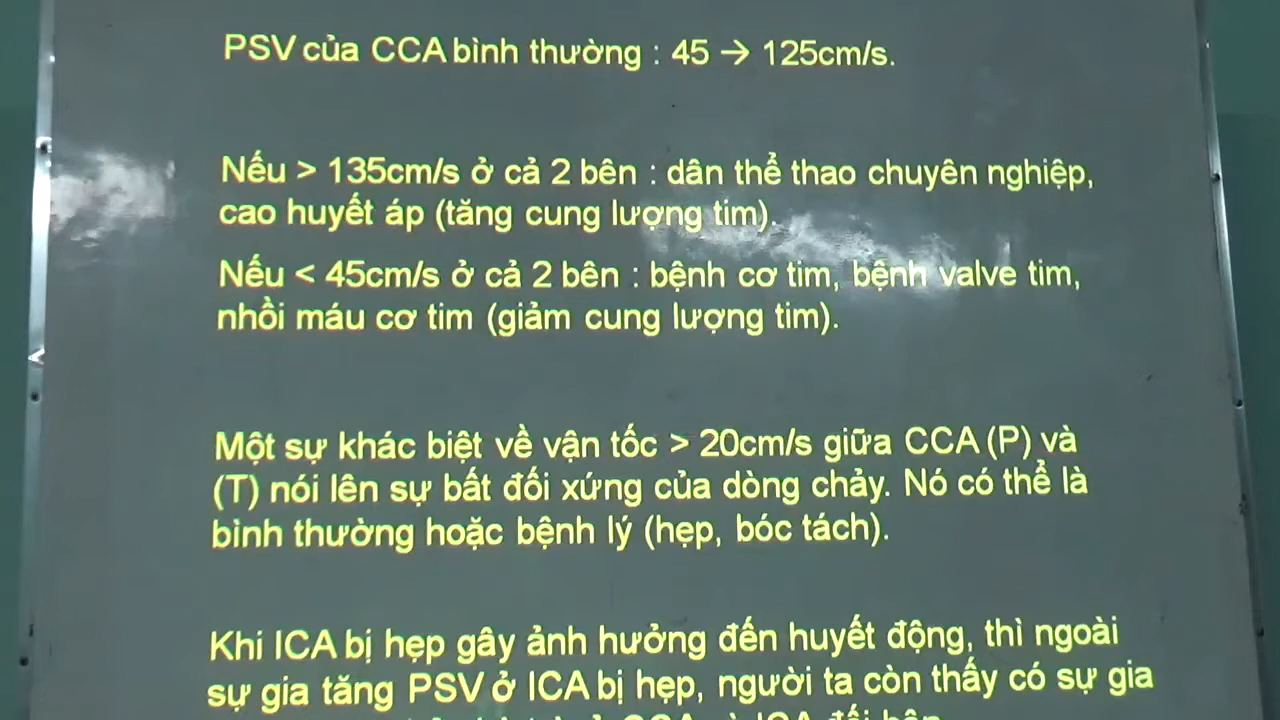 PSV của CCA bình thường : 45 → 125cm/s.
Nếu > 135cm/s ở cả 2 bên : dân thể thao chuyên nghiệp,
cao huyết áp (tăng cung lượng tim).
Nếu < 45cm/s ở cả 2 bên : bệnh cơ tim, bệnh valve tim,
nhồi máu cơ tim (giảm cung lượng tim).
Một sự khác biệt về vận tốc > 20cm/s giữa CCA (P) và
(T) nói lên sự bất đối xứng của dòng chảy. Nó có thể là
bình thường hoặc bệnh lý (hẹp, bóc tách).
Khi ICA bị hẹp gây ảnh hưởng đến huyết động, thì ngoài
sự gia tăng PSV ở ICA bị hẹp, người ta còn thấy có sự gia
CCA và ICA đối bên